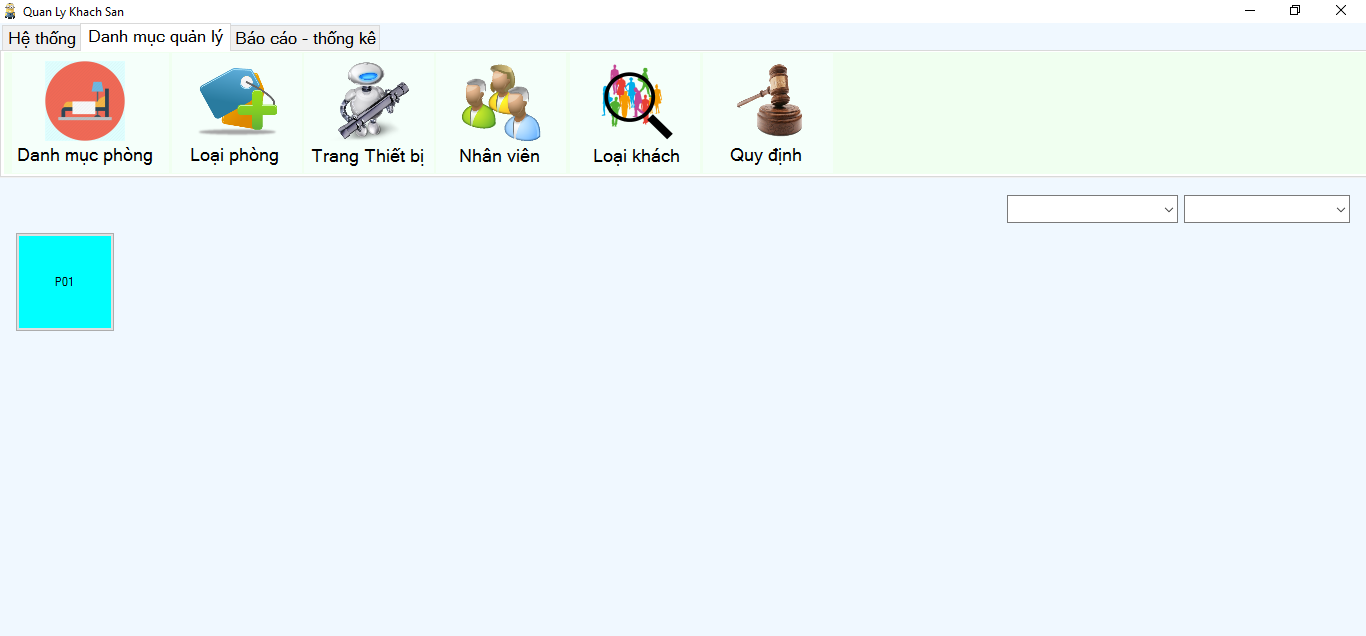 Quan Ly Khach San
Hệ thống Danh mục quản lý Báo cáo - thống kê
Danh mục phòng Loại phòng Trang Thiết bị Nhân viên Loại khách Quy định
P01